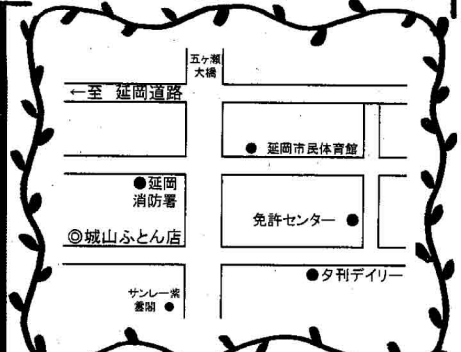 五ヶ瀬
大橋
←至 延岡道路
● 延岡市民体育館
●延岡
消防署
免許センター ●
◎城山ふとん店
●夕刊デイリー
サンレー紫
雲閣 ●